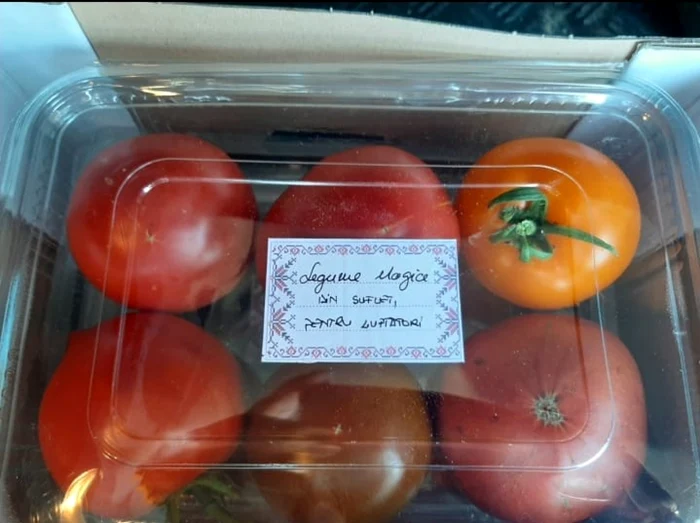 Legume Magice
DIN SUFLET,
PENTRU LUPTĂTORI